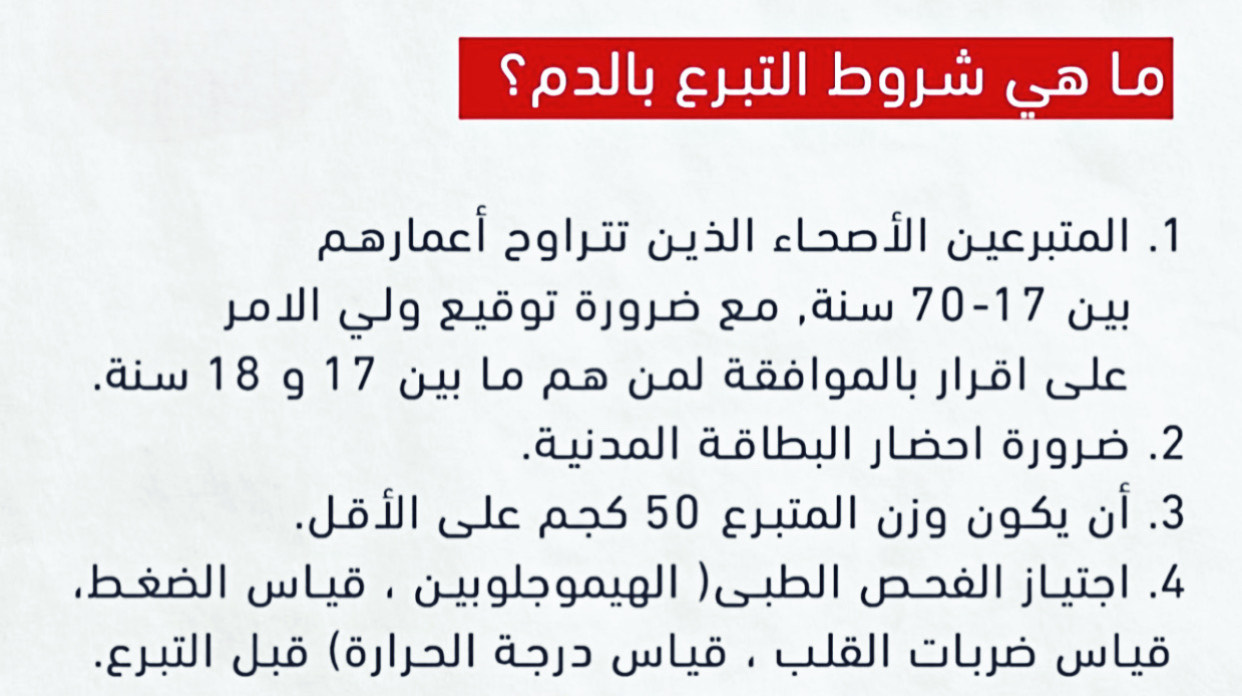 ما هي شروط التبرع بالدم؟
1. المتبرعين الأصحاء الذين تتراوح أعمارهم
بين 17-70 سنة, مع ضرورة توقيع ولي الامر
على اقرار بالموافقة لمن هم ما بين 17 و 18 سنة.
2. ضرورة احضار البطاقة المدنية.
3. أن يكون وزن المتبرع 50 كجم على الأقل.
4. اجتياز الفحص الطبى( الهيموجلوبين ، قياس الضغط،
قياس ضربات القلب ، قياس درجة الحرارة) قبل التبرع.